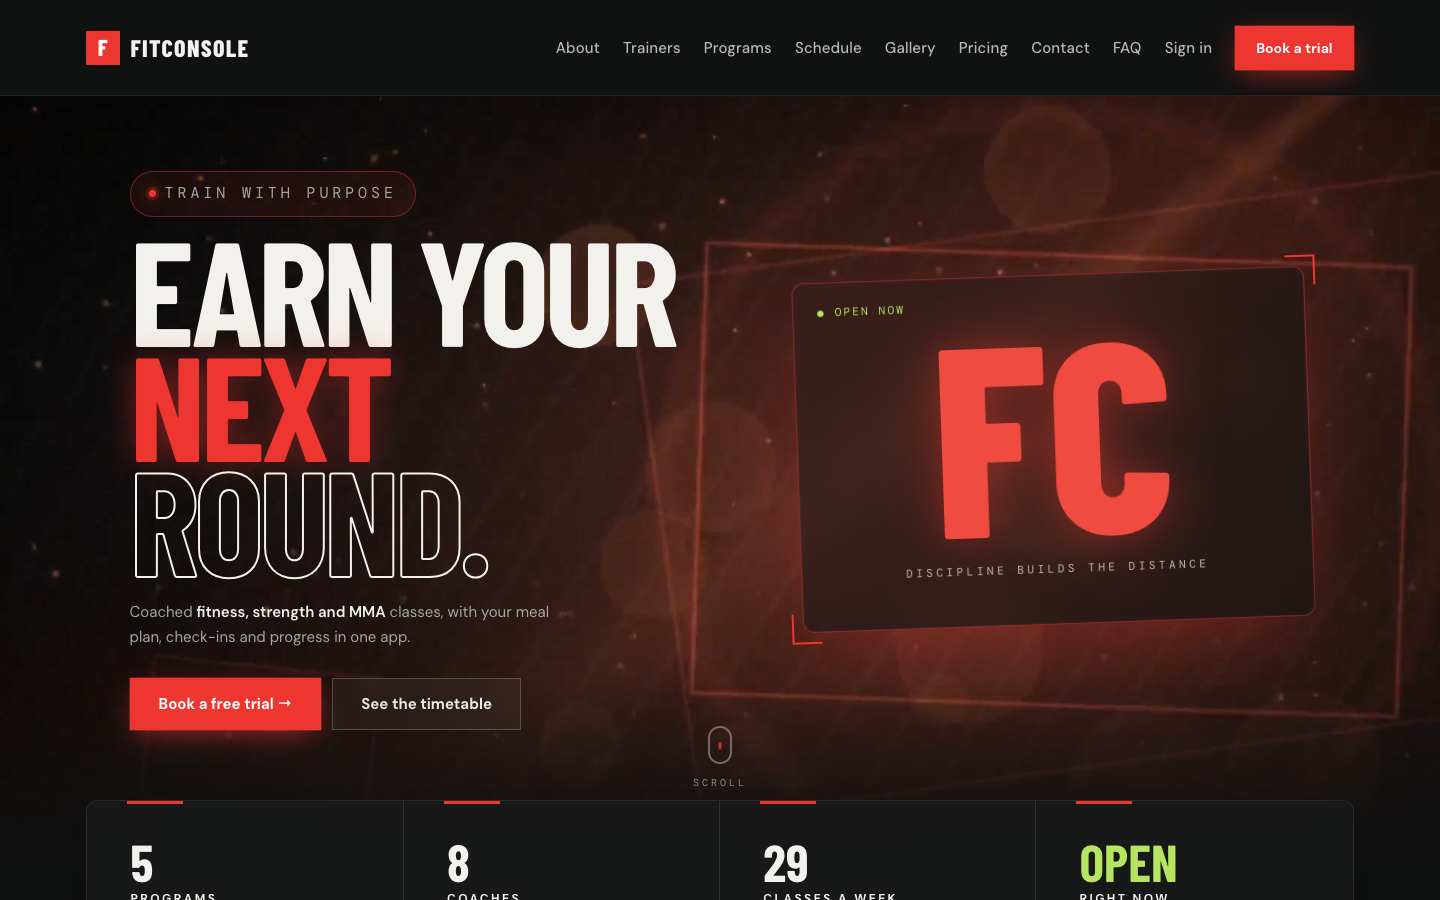 F FITCONSOLE
About Trainers Programs Schedule Gallery Pricing Contact FAQ Sign in Book a trial
TRAIN WITH PURPOSE
EARN YOUR
NEXT
ROUND.
Coached fitness, strength and MMA classes, with your meal
plan, check-ins and progress in one app.
Book a free trial → See the timetable
OPEN NOW
FC
DISCIPLINE BUILDS THE DISTANCE
SCROLL
5
PROGRAMS
8
COACHES
29
CLASSES A WEEK
OPEN
RIGHT NOW